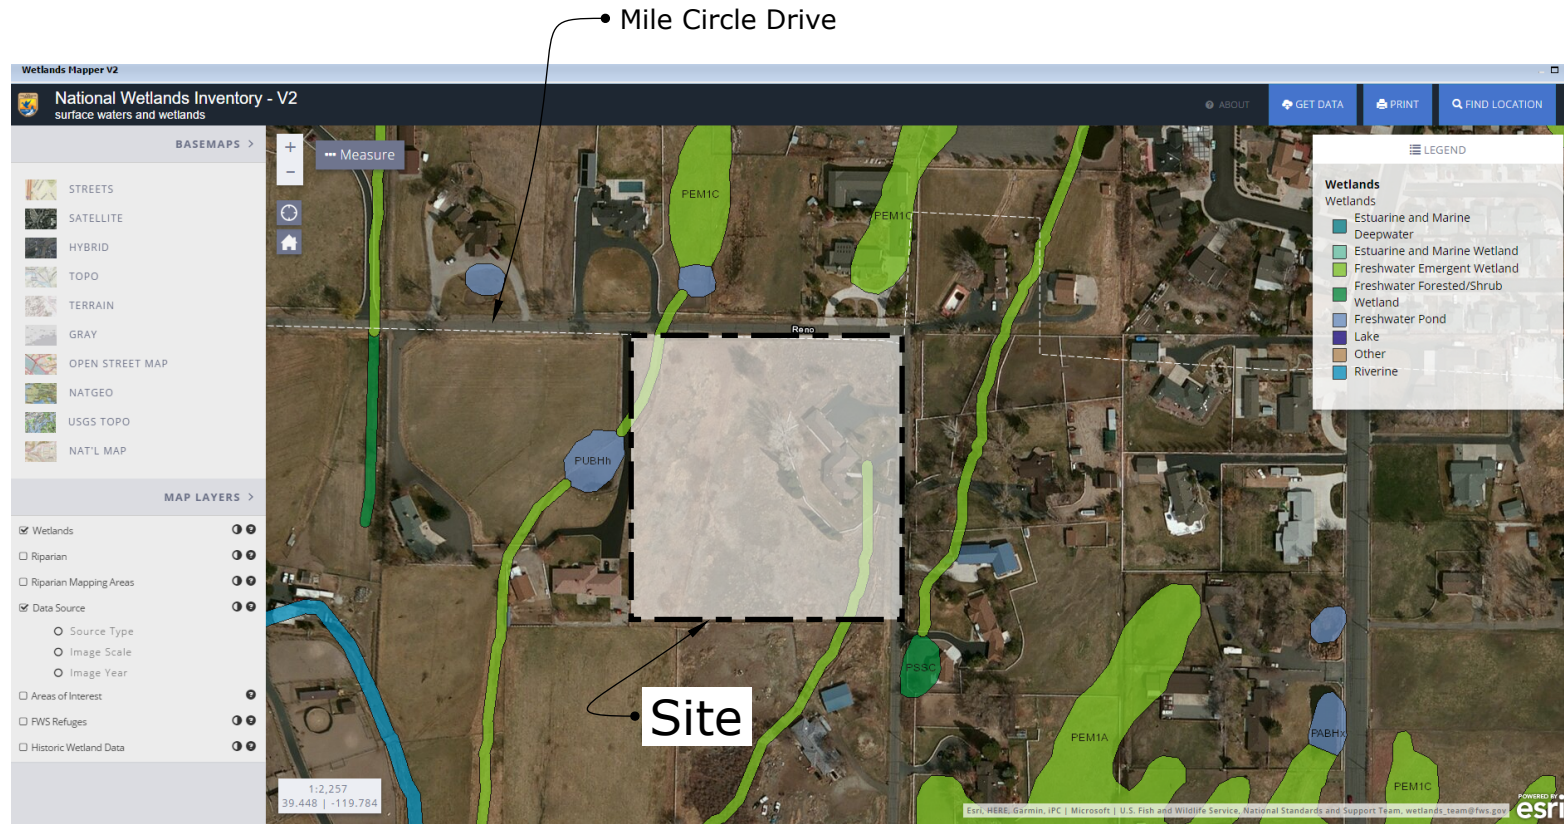 Mile Circle Drive
Wetlands Mapper V2
National Wetlands Inventory - V2
surface waters and wetlands
ABOUT
GET DATA
PRINT
FIND LOCATION
BASEMAPS >
STREETS
SATELLITE
HYBRID
TOPO
TERRAIN
GRAY
OPEN STREET MAP
NATGEO
USGS TOPO
NAT'L MAP
MAP LAYERS >
Wetlands
Riparian
Riparian Mapping Areas
Data Source
Source Type
Image Scale
Image Year
Areas of Interest
FWS Refuges
Historic Wetland Data
+
−
Measure
PEM1C
PEM1C
Reno
PUBHh
PSSC
Site
PEM1A
PABHx
PEM1C
LEGEND
Wetlands
Wetlands
Estuarine and Marine
Deepwater
Estuarine and Marine Wetland
Freshwater Emergent Wetland
Freshwater Forested/Shrub
Wetland
Freshwater Pond
Lake
Other
Riverine
1:2,257
39.448 | -119.784
Esri, HERE, Garmin, iPC | Microsoft | U.S. Fish and Wildlife Service, National Standards and Support Team, wetlands_team@fws.gov
POWERED BY
esri